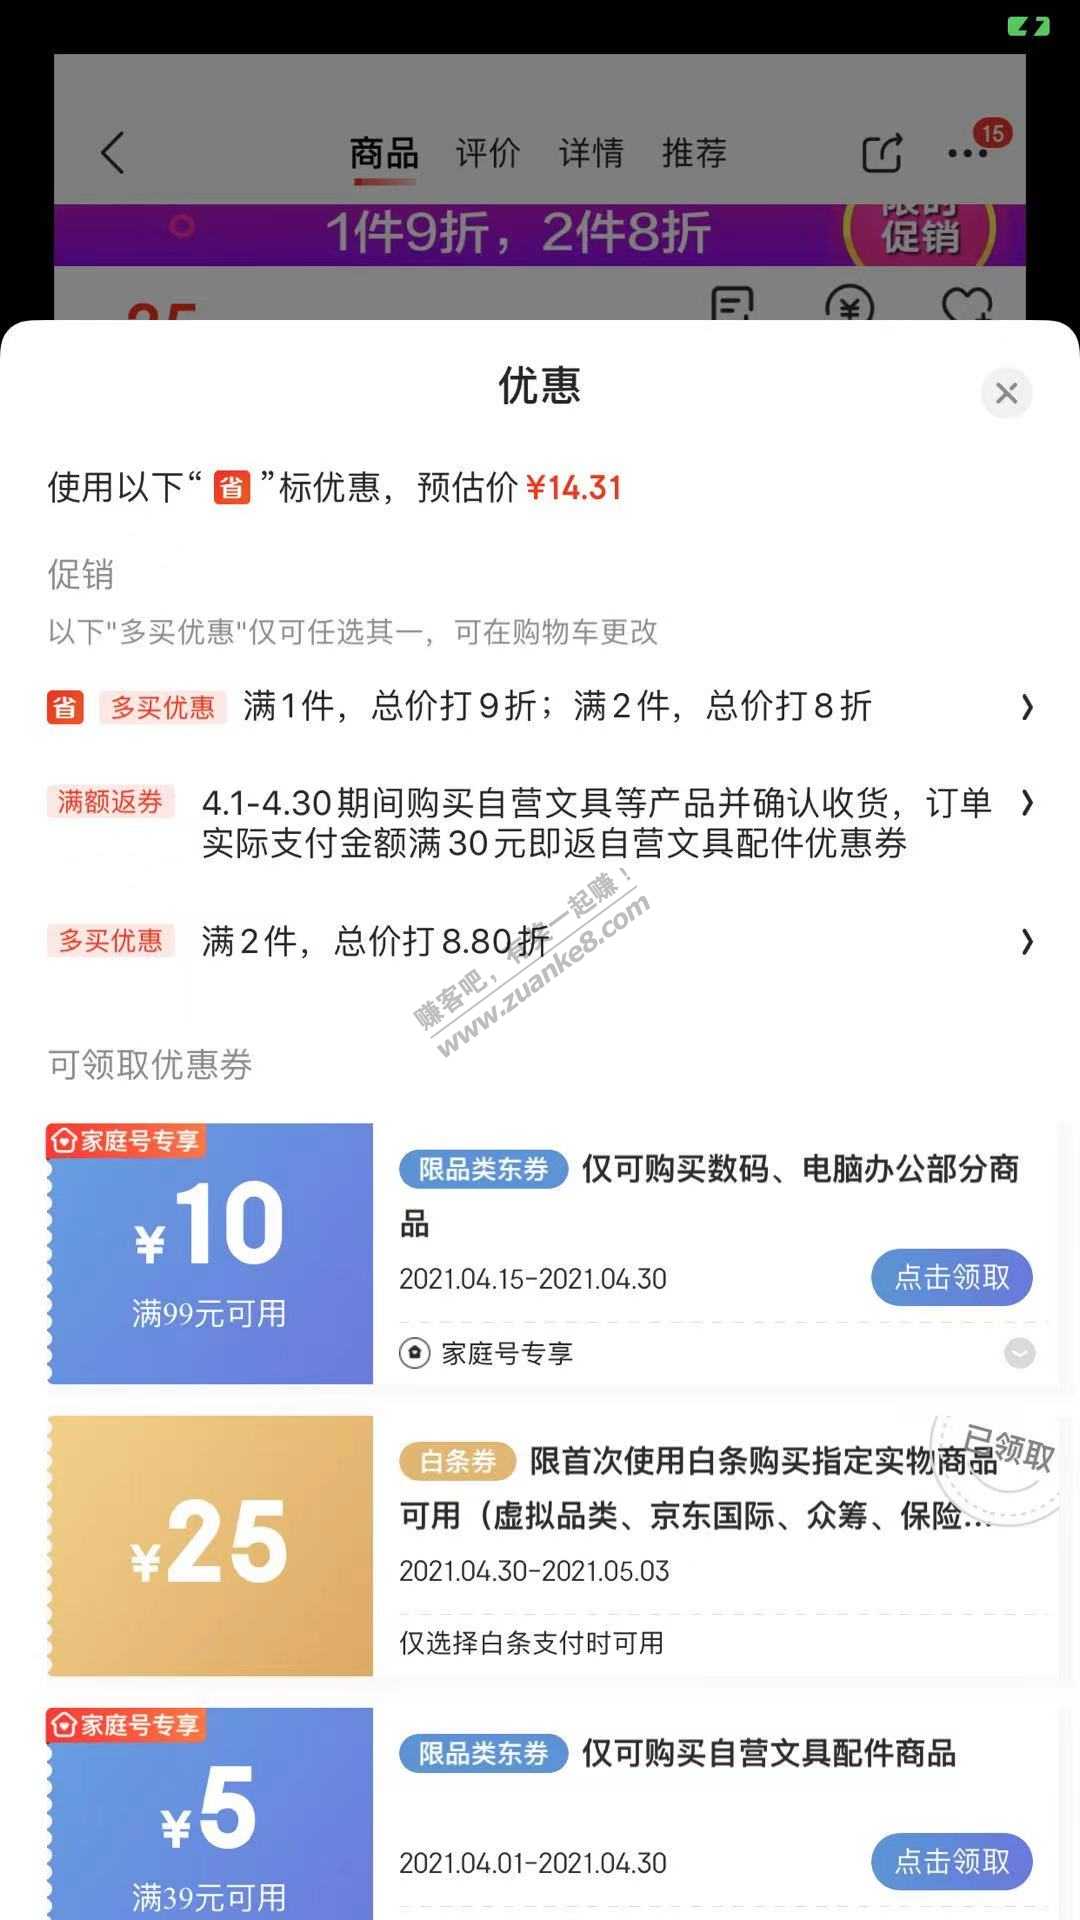 商品 评价 详情 推荐
15
1件9折，2件8折
促销
优惠
使用以下“省”标优惠，预估价 ¥14.31
促销
以下"多买优惠"仅可任选其一，可在购物车更改
省 多买优惠 满1件，总价打9折；满2件，总价打8折
满额返券 4.1-4.30期间购买自营文具等产品并确认收货，订单
实际支付金额满30元即返自营文具配件优惠券
多买优惠 满2件，总价打8.80折
赚客吧，有奖一起赚！
www.zuanke8.com
可领取优惠券
家庭号专享
¥10
满99元可用
限品类东券 仅可购买数码、电脑办公部分商
品
2021.04.15-2021.04.30
点击领取
家庭号专享
¥25
白条券 限首次使用白条购买指定实物商品
可用（虚拟品类、京东国际、众筹、保险...
已领取
2021.04.30-2021.05.03
仅选择白条支付时可用
家庭号专享
¥5
满39元可用
限品类东券 仅可购买自营文具配件商品
2021.04.01-2021.04.30
点击领取